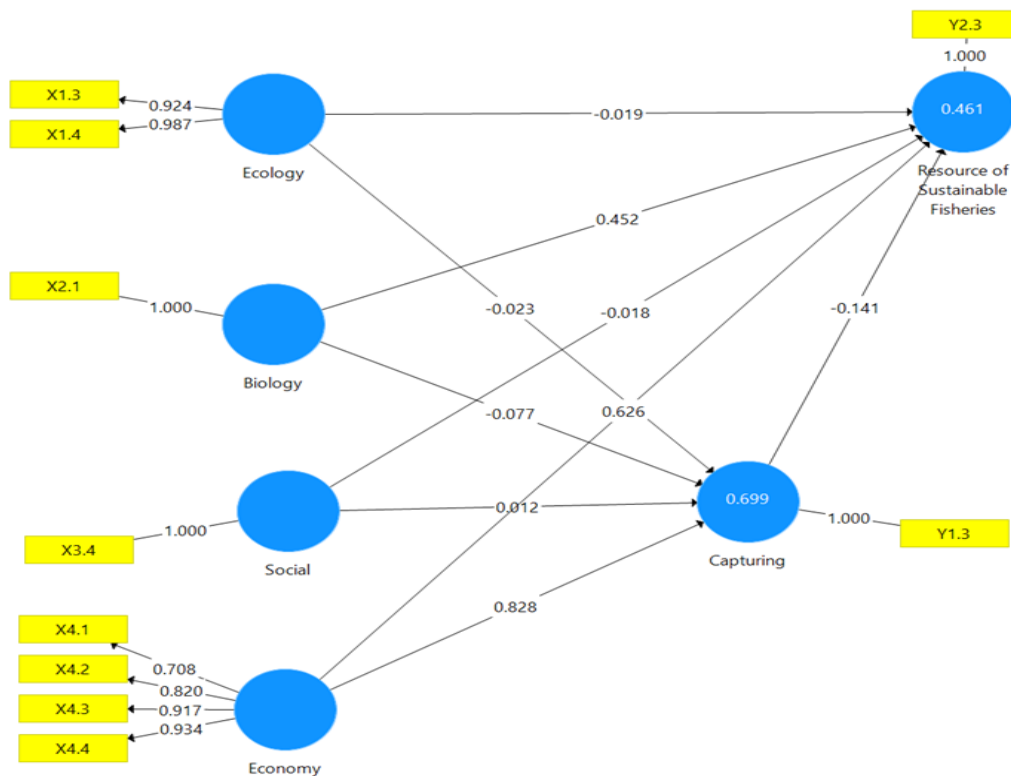 Y2.3
1.000
X1.3
0.924
X1.4
0.987
Ecology
-0.019
0.461
Resource of
Sustainable
Fisheries
0.452
X2.1
1.000
Biology
-0.023
-0.018
-0.141
-0.077
0.626
X3.4
1.000
Social
0.012
0.699
Capturing
1.000
Y1.3
0.828
X4.1
0.708
X4.2
0.820
X4.3
0.917
X4.4
0.934
Economy